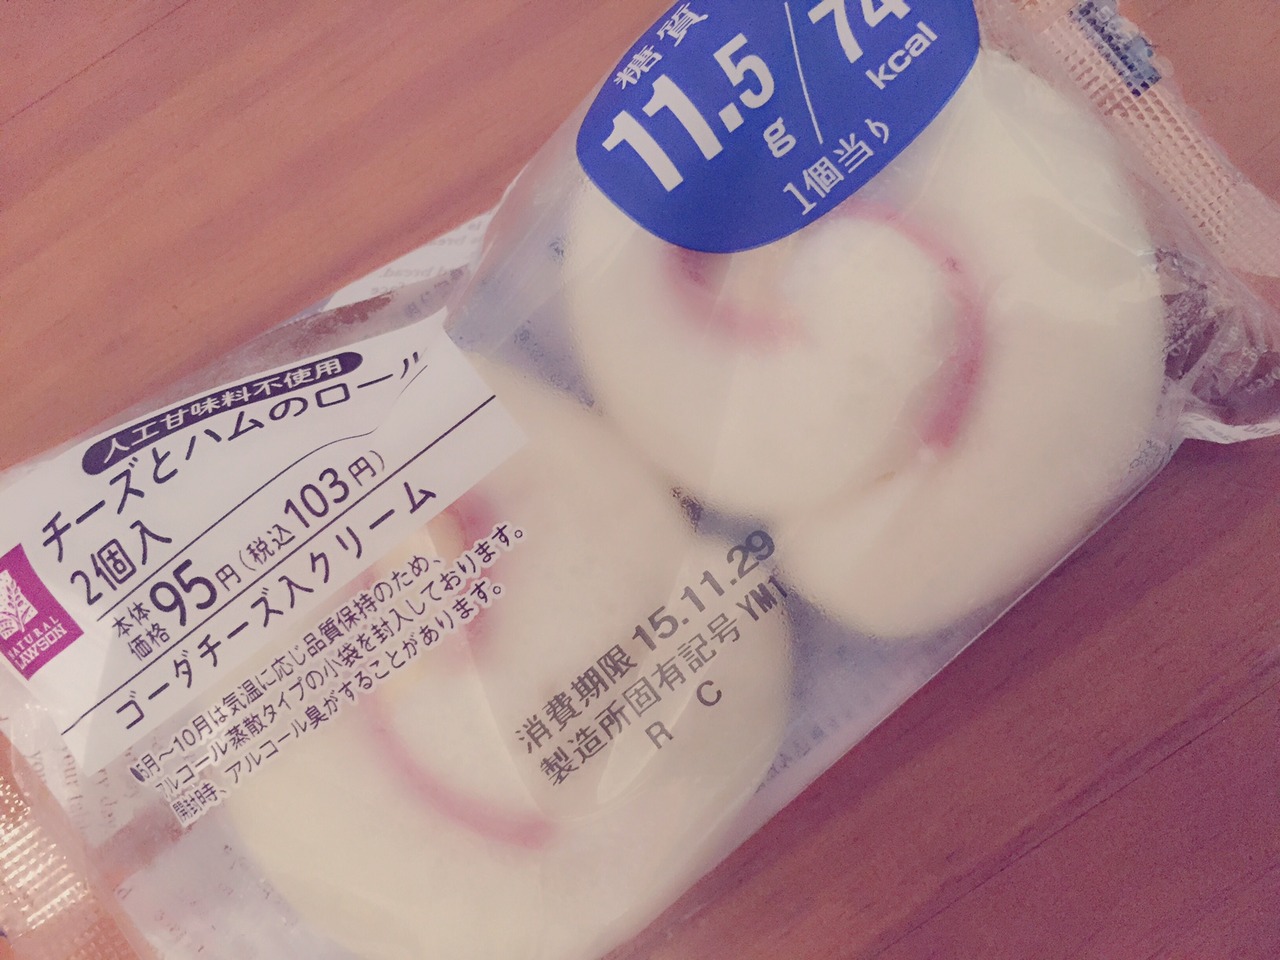 糖質
11.5g/74kcal
1個当り
人工甘味料不使用
チーズとハムのロール
2個入
本体価格95円(税込103円)
ゴーダチーズ入クリーム
NATURAL
LAWSON
5月~10月は気温に応じ品質保持のため、
アルコール蒸散タイプの小袋を封入しております。
開封時、アルコール臭がすることがあります。
消費期限 15.11.29
製造所固有記号 YM1
R C